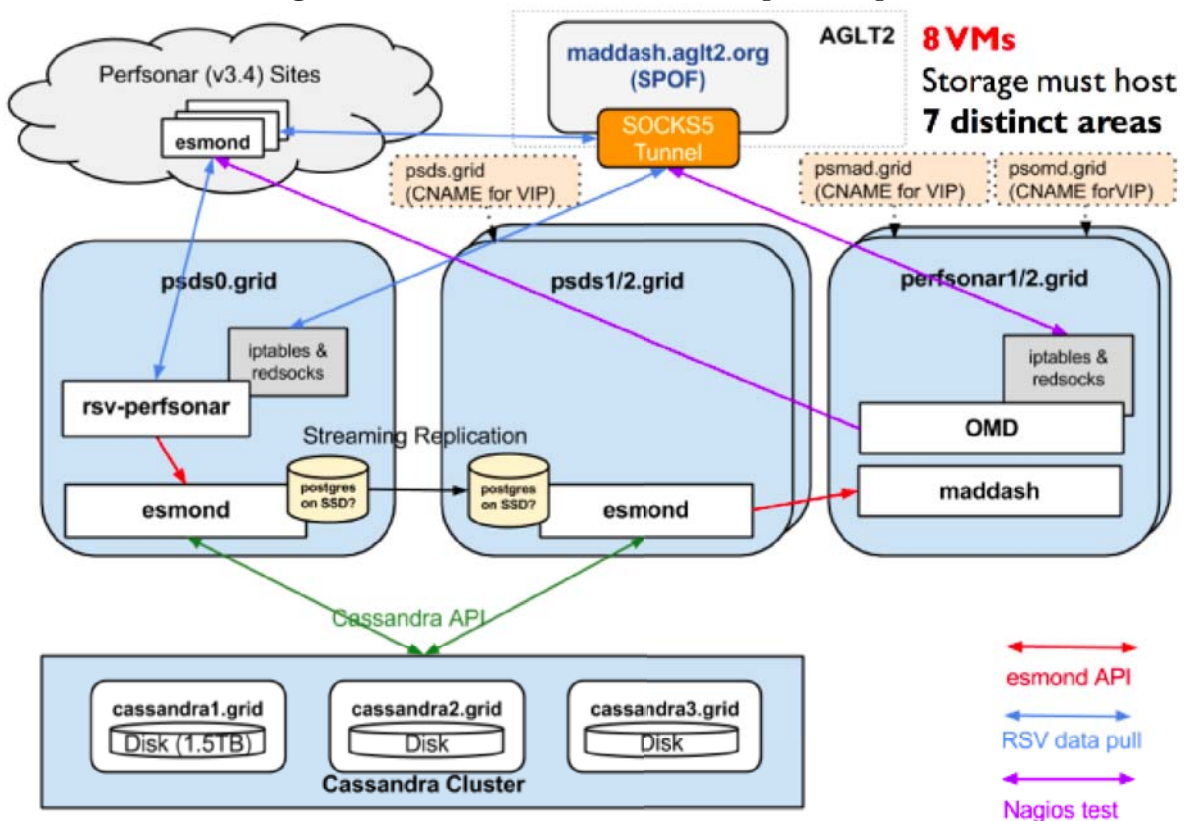 Perfsonar (v3.4) Sites
esmond
maddash.aglt2.org
(SPOF)
SOCKS5
Tunnel
AGLT2
8 VMs
Storage must host
7 distinct areas
psds.grid
(CNAME for VIP)
psmad.grid
(CNAME for VIP)
psomd.grid
(CNAME forVIP)
psds0.grid
iptables &
redsocks
rsv-perfsonar
esmond
postgres
on SSD?
Streaming Replication
psds1/2.grid
postgres
on SSD?
esmond
perfsonar1/2.grid
iptables &
redsocks
OMD
maddash
Cassandra API
cassandra1.grid
Disk (1.5TB)
cassandra2.grid
Disk
cassandra3.grid
Disk
Cassandra Cluster
esmond API
RSV data pull
Nagios test